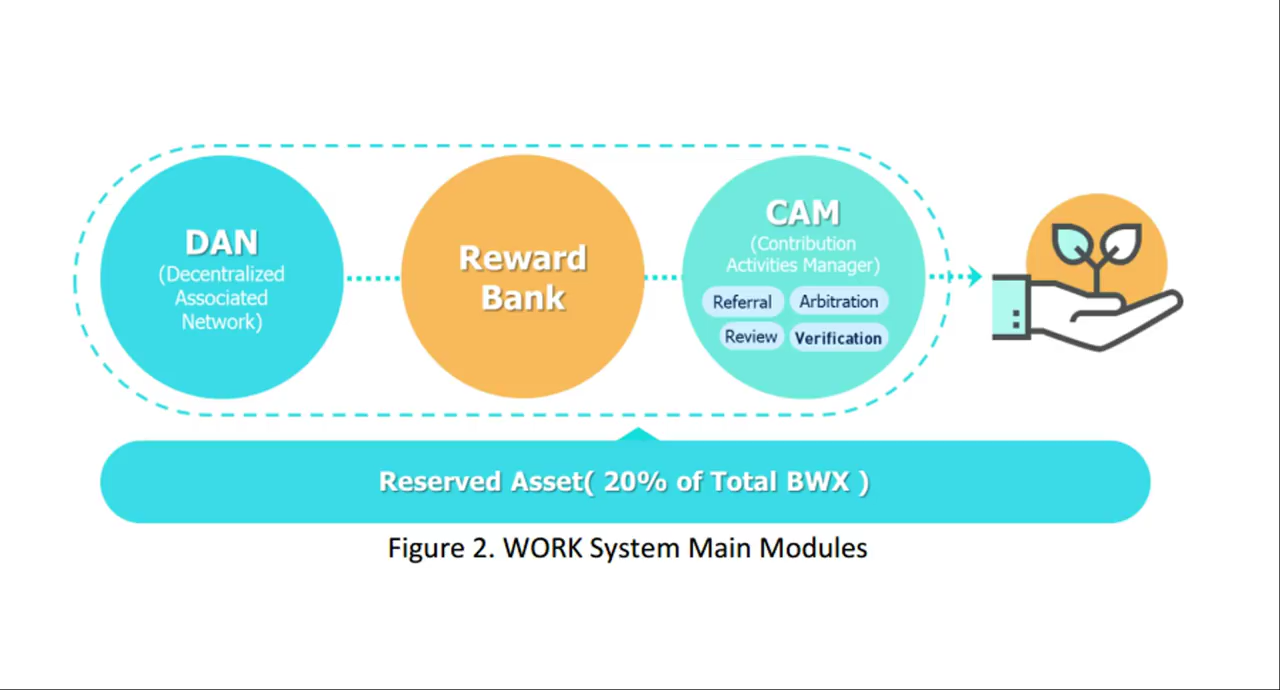 DAN
(Decentralized
Associated
Network)
Reward
Bank
CAM
(Contribution
Activities Manager)
Referral
Arbitration
Review
Verification
Reserved Asset( 20% of Total BWX )
Figure 2. WORK System Main Modules